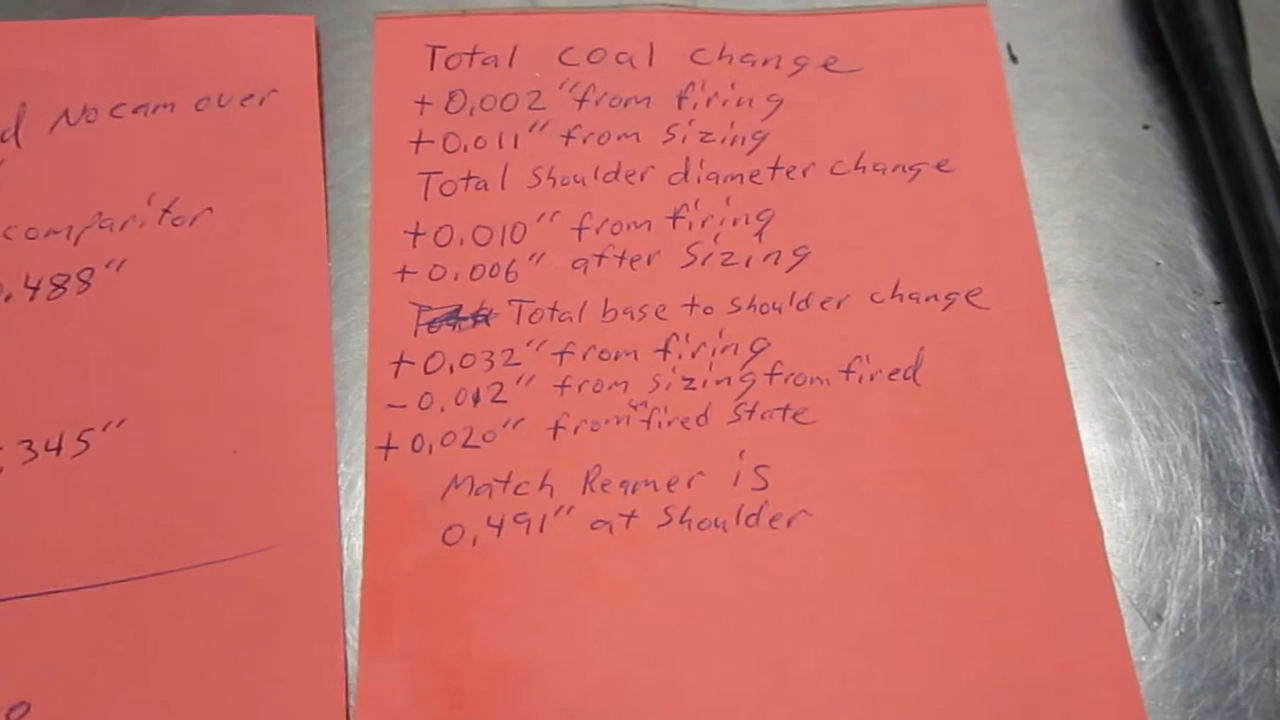 d No cam over
comparitor
.488"
.345"
Total coal change
+0.002" from firing
+0.011" from sizing
Total shoulder diameter change
+0.010" from firing
+0.006" after sizing
Total base to shoulder change
+0.032" from firing
-0.012" from sizing from fired
+0.020" from "un fired state
Match Reamer is
0.491" at shoulder